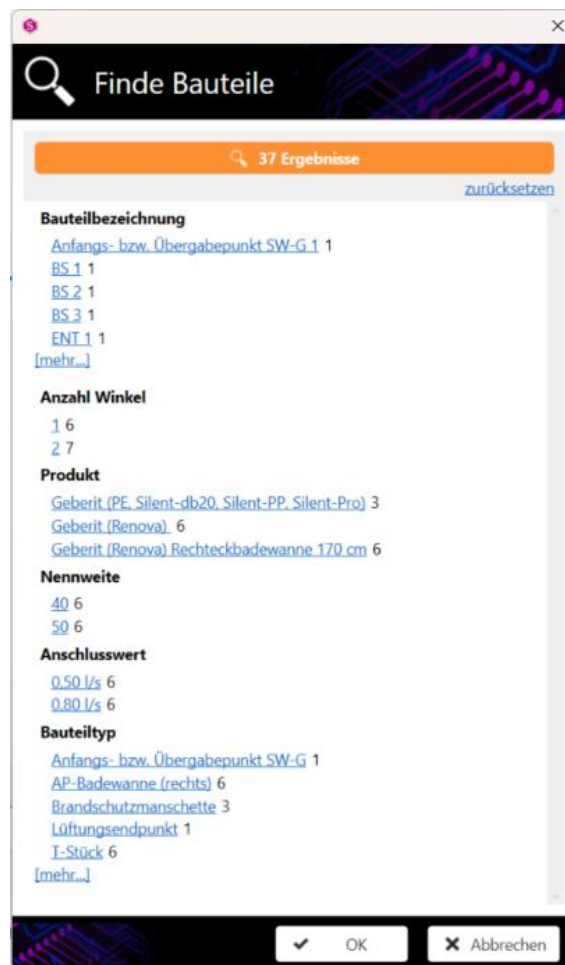 S
Finde Bauteile
37 Ergebnisse
zurücksetzen
Bauteilbezeichnung
Anfangs- bzw. Übergabepunkt SW-G 1 1
BS 1 1
BS 2 1
BS 3 1
ENT 1 1
[mehr...]
Anzahl Winkel
1 6
2 7
Produkt
Geberit (PE, Silent-db20, Silent-PP, Silent-Pro) 3
Geberit (Renova) 6
Geberit (Renova) Rechteckbadewanne 170 cm 6
Nennweite
40 6
50 6
Anschlusswert
0,50 l/s 6
0,80 l/s 6
Bauteiltyp
Anfangs- bzw. Übergabepunkt SW-G 1
AP-Badewanne (rechts) 6
Brandschutzmanschette 3
Lüftungsendpunkt 1
T-Stück 6
[mehr...]
OK Abbrechen